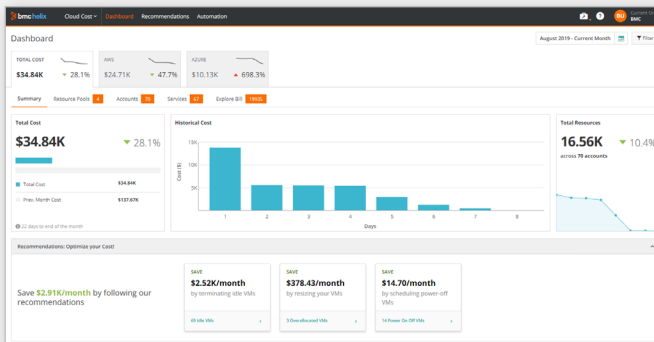 bmchelix Cloud Cost Dashboard Recommendations Automation BU BMC
Dashboard August 2019 - Current Month Filter
TOTAL COST AWS AZURE
$34.84K 28.1% $24.71K 47.7% $10.13K 698.3%
Summary Resource Pools 4 Accounts 70 Services 47 Explore Bill
Total Cost Historical Cost Total Resources
$34.84K 28.1%
16.56K 10.4%
across 70 accounts
Cost ($)
15K
10K
5K
Total Cost $34.84K
Prev. Month Cost $137.67K
1 2 3 4 5 6 7 8
Days
22 days to end of the month
Recommendations: Optimize your Cost!
SAVE SAVE SAVE
$2.52K/month $378.43/month $14.70/month
by terminating idle VMs by resizing your VMs by scheduling power-off VMs
Save $2.91K/month by following our
recommendations
65 Idle VMs 3 Overallocated VMs 14 Power On-Off VMs